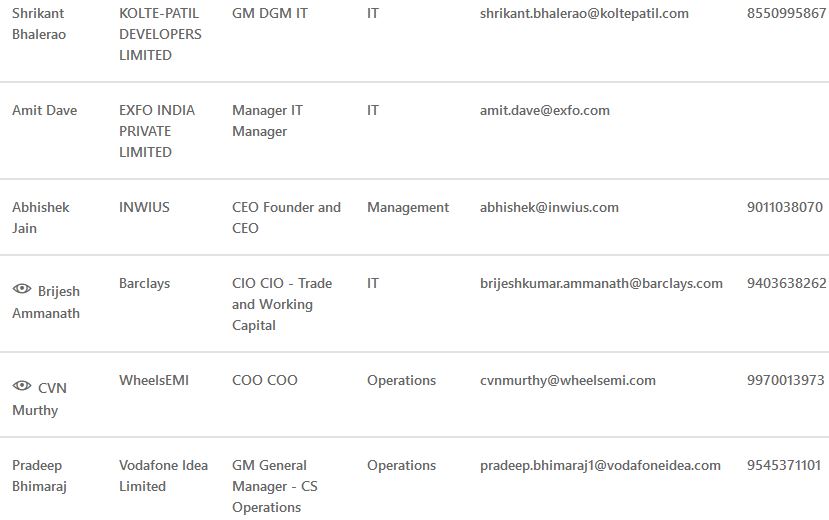 Shrikant Bhalerao KOLTE-PATIL DEVELOPERS LIMITED GM DGM IT IT shrikant.bhalerao@koltepatil.com 8550995867
Amit Dave EXFO INDIA PRIVATE LIMITED Manager IT Manager IT amit.dave@exfo.com
Abhishek Jain INWIUS CEO Founder and CEO Management abhishek@inwius.com 9011038070
Brijesh Ammanath Barclays CIO CIO - Trade and Working Capital IT brijeshkumar.ammanath@barclays.com 9403638262
CVN Murthy WheelsEMI COO COO Operations cvnmurthy@wheelsemi.com 9970013973
Pradeep Bhimaraj Vodafone Idea Limited GM General Manager - CS Operations Operations pradeep.bhimaraj1@vodafoneidea.com 9545371101